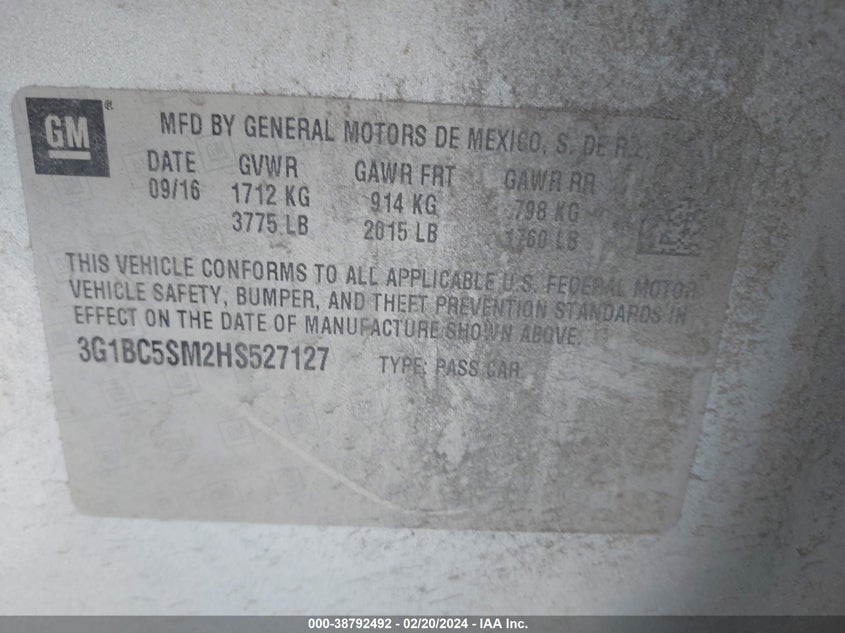 GM ®
MFD BY GENERAL MOTORS DE MEXICO, S. DE R.L.
DATE GVWR GAWR FRT GAWR RR
09/16 1712 KG 914 KG 798 KG
3775 LB 2015 LB 1760 LB
THIS VEHICLE CONFORMS TO ALL APPLICABLE U.S. FEDERAL MOTOR
VEHICLE SAFETY, BUMPER, AND THEFT PREVENTION STANDARDS IN
EFFECT ON THE DATE OF MANUFACTURE SHOWN ABOVE.
3G1BC5SM2HS527127 TYPE: PASS CAR
000-38792492 - 02/20/2024 - IAA Inc.